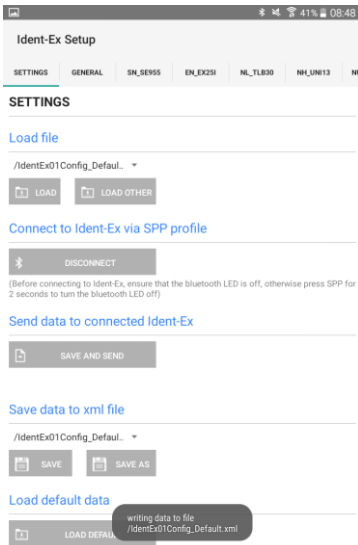 41% 08:48
Ident-Ex Setup
SETTINGS GENERAL SN_SE955 EN_EX25I NL_TLB30 NH_UNI13
SETTINGS
Load file
/IdentEx01Config_Defaul..
LOAD LOAD OTHER
Connect to Ident-Ex via SPP profile
DISCONNECT
(Before connecting to Ident-Ex, ensure that the bluetooth LED is off, otherwise press SPP for
2 seconds to turn the bluetooth LED off)
Send data to connected Ident-Ex
SAVE AND SEND
Save data to xml file
/IdentEx01Config_Defaul..
SAVE SAVE AS
Load default data
writing data to file
/IdentEx01Config_Default.xml
LOAD DEFAU